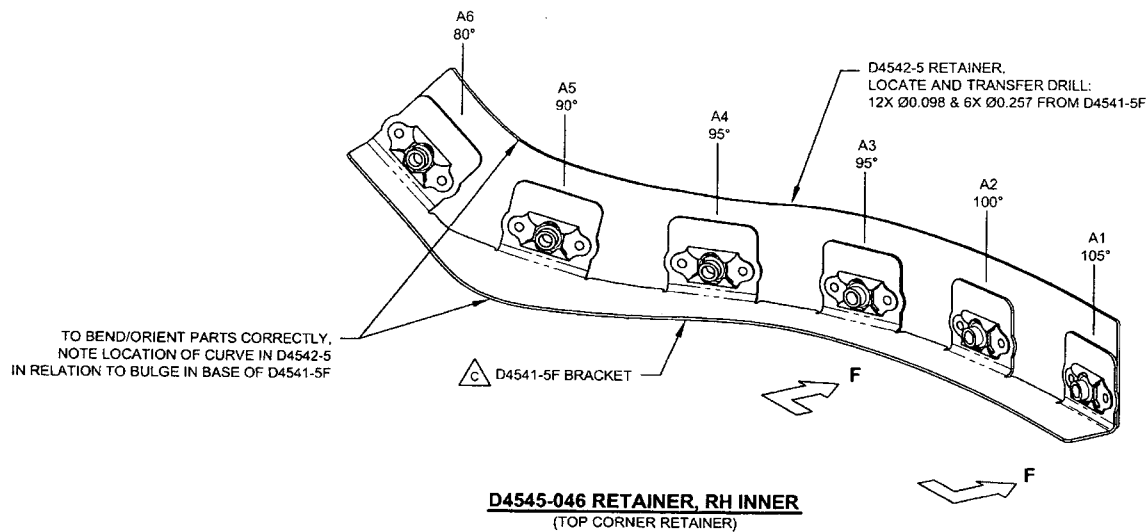 A6
80°
A5
90°
A4
95°
A3
95°
A2
100°
A1
105°
D4542-5 RETAINER,
LOCATE AND TRANSFER DRILL:
12X Ø0.098 & 6X Ø0.257 FROM D4541-5F
TO BEND/ORIENT PARTS CORRECTLY,
NOTE LOCATION OF CURVE IN D4542-5
IN RELATION TO BULGE IN BASE OF D4541-5F
C D4541-5F BRACKET
F
F
D4545-046 RETAINER, RH INNER
(TOP CORNER RETAINER)